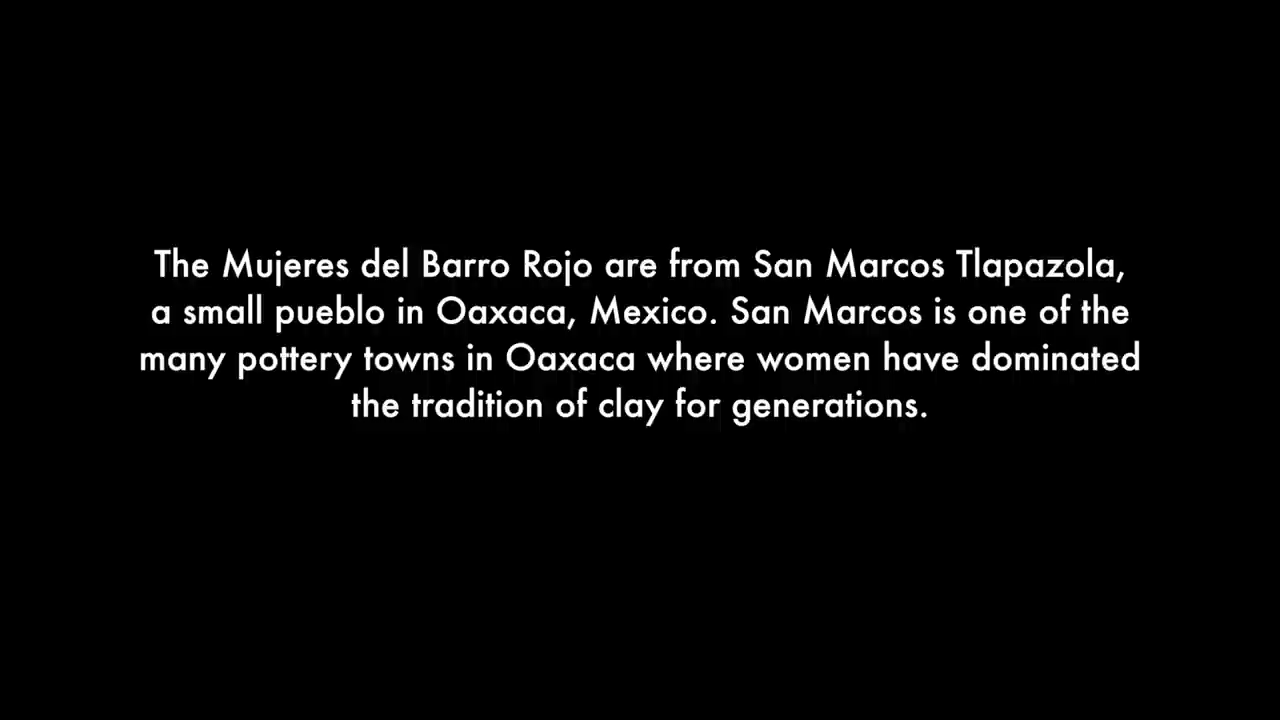 The Mujeres del Barro Rojo are from San Marcos Tlapazola,
a small pueblo in Oaxaca, Mexico. San Marcos is one of the
many pottery towns in Oaxaca where women have dominated
the tradition of clay for generations.